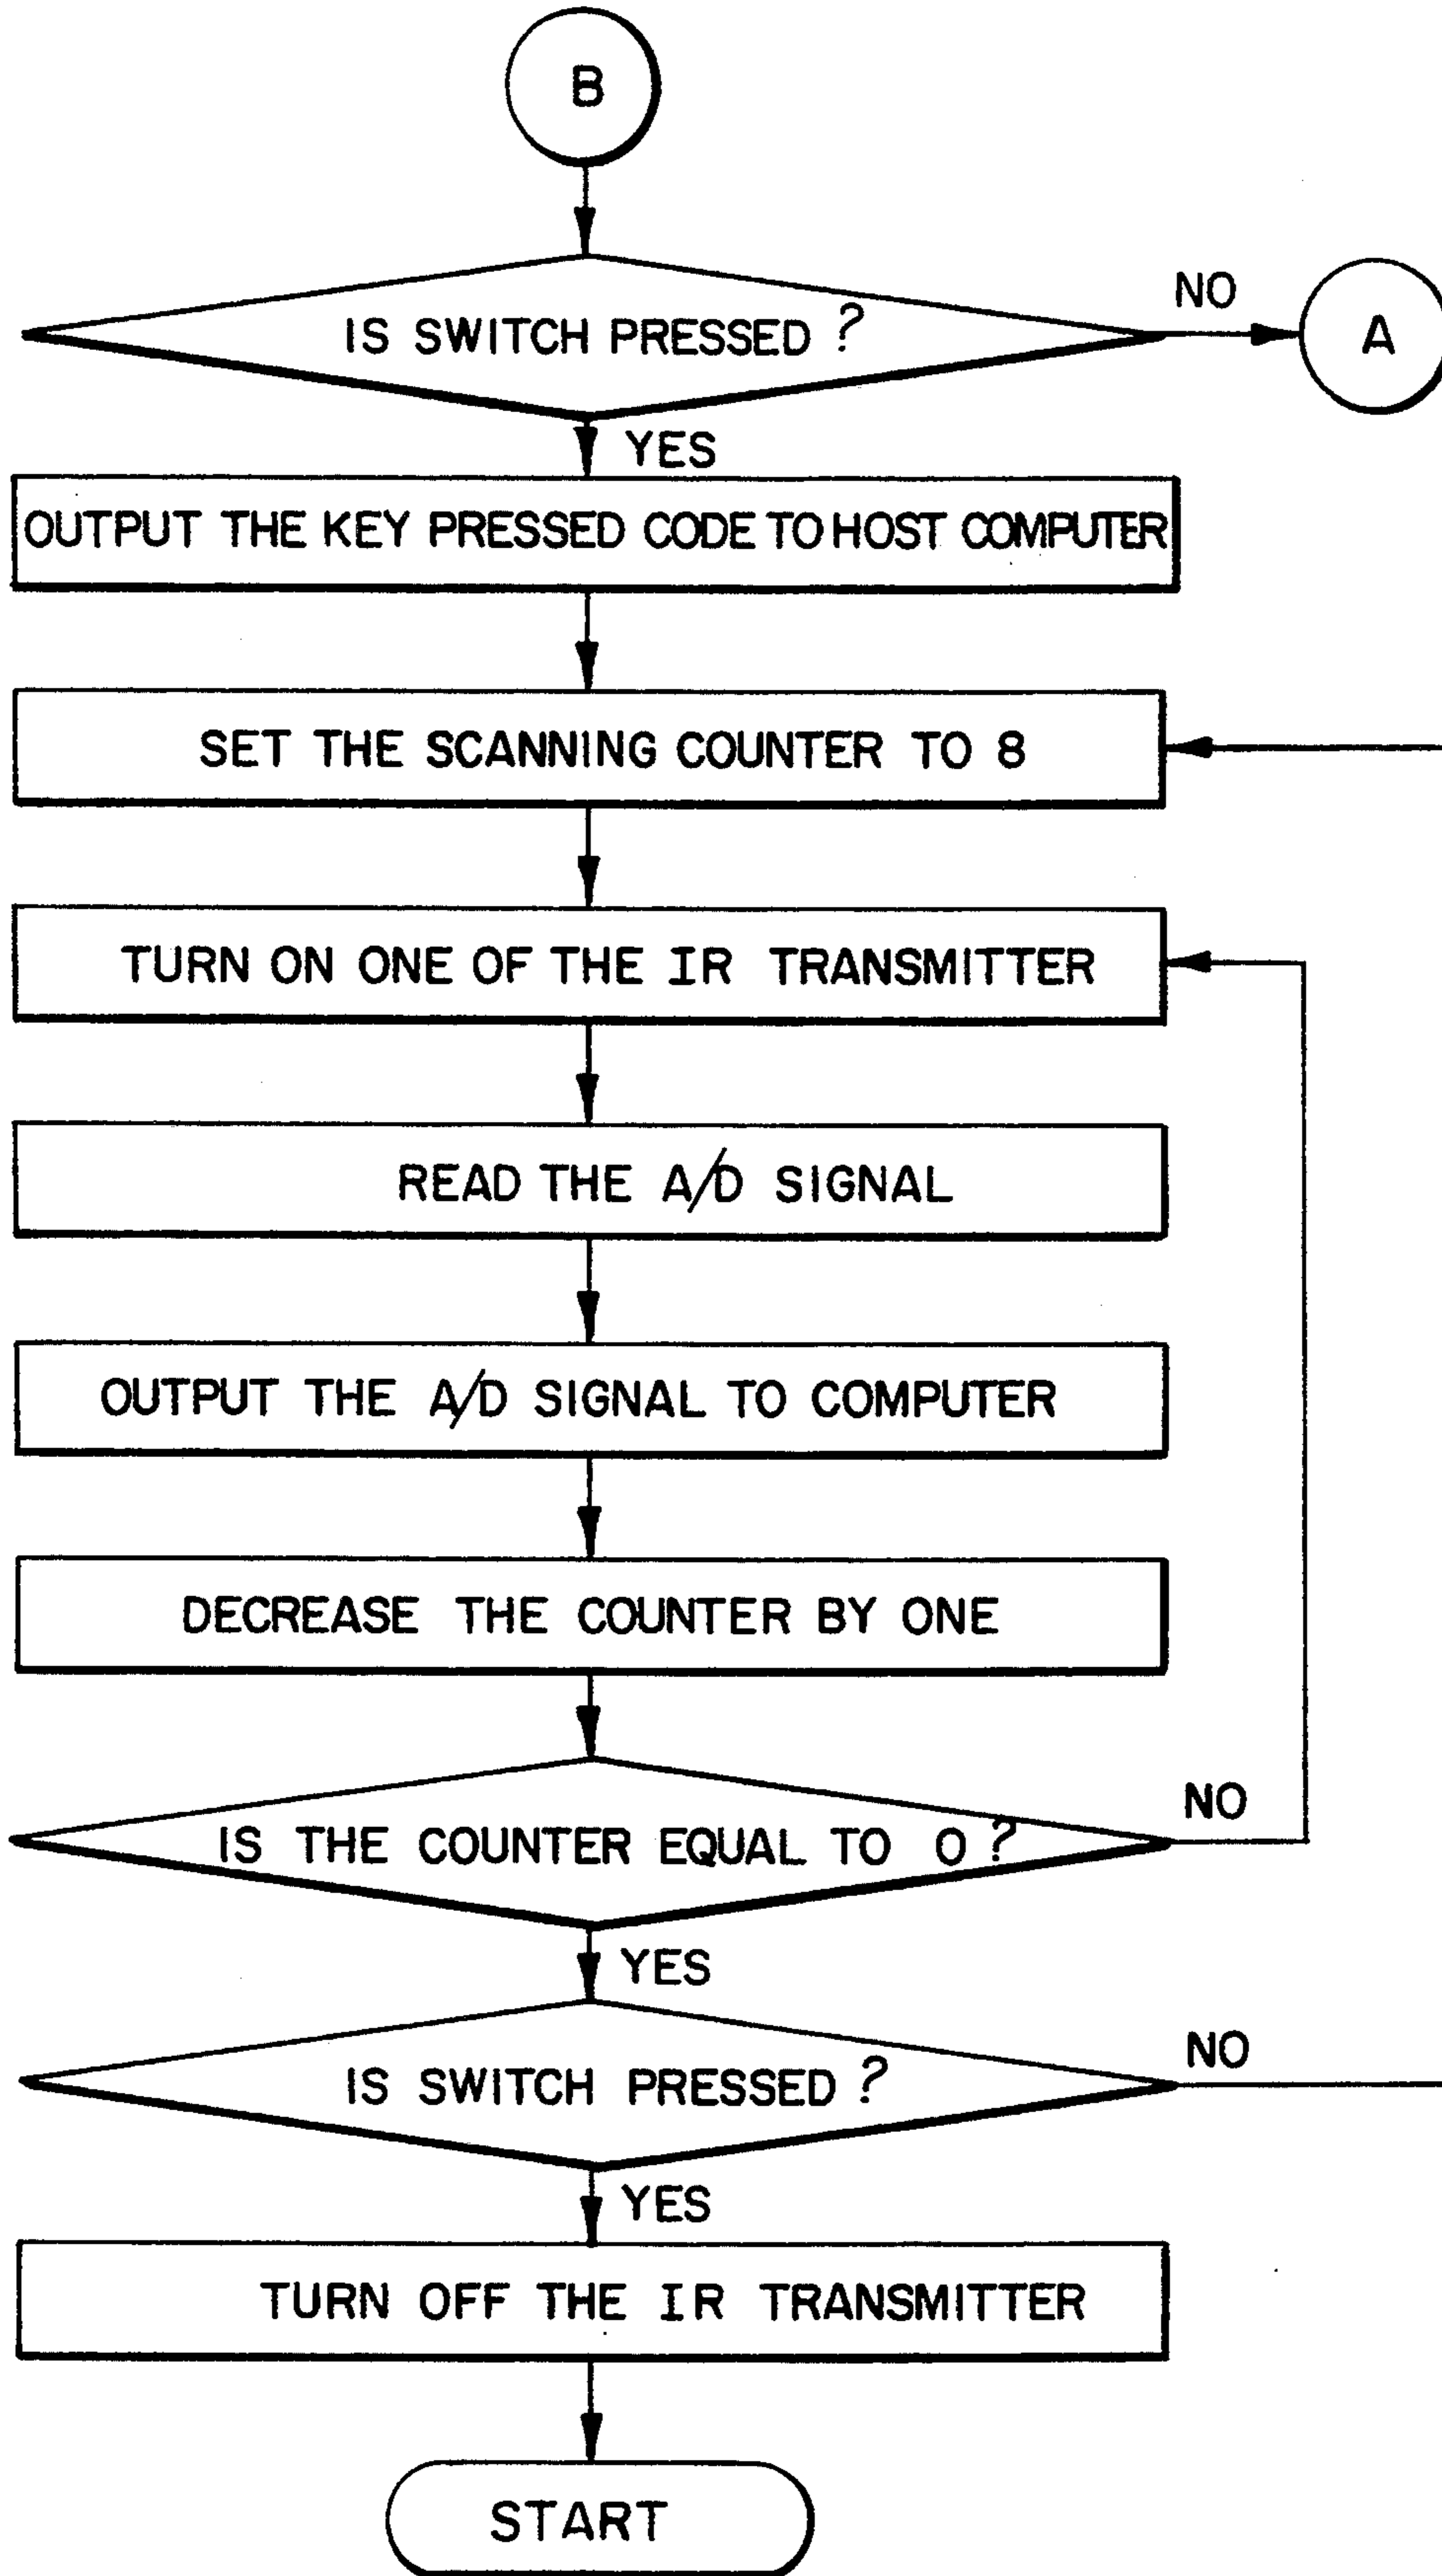 B
IS SWITCH PRESSED ?
NO
A
YES
OUTPUT THE KEY PRESSED CODE TO HOST COMPUTER
SET THE SCANNING COUNTER TO 8
TURN ON ONE OF THE IR TRANSMITTER
READ THE A/D SIGNAL
OUTPUT THE A/D SIGNAL TO COMPUTER
DECREASE THE COUNTER BY ONE
IS THE COUNTER EQUAL TO 0 ?
NO
YES
IS SWITCH PRESSED ?
NO
YES
TURN OFF THE IR TRANSMITTER
START